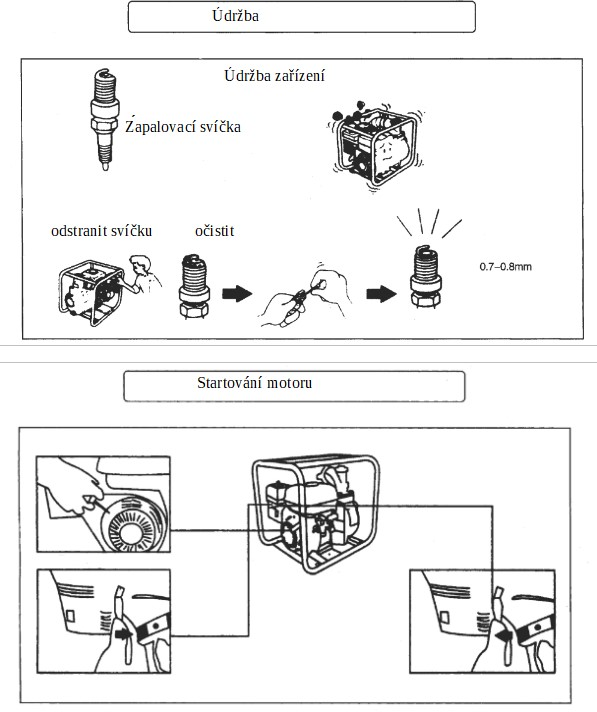 Údržba
Údržba zařízení
Zapalovací svíčka
odstranit svíčku
očistit
0.7–0.8mm
Startování motoru